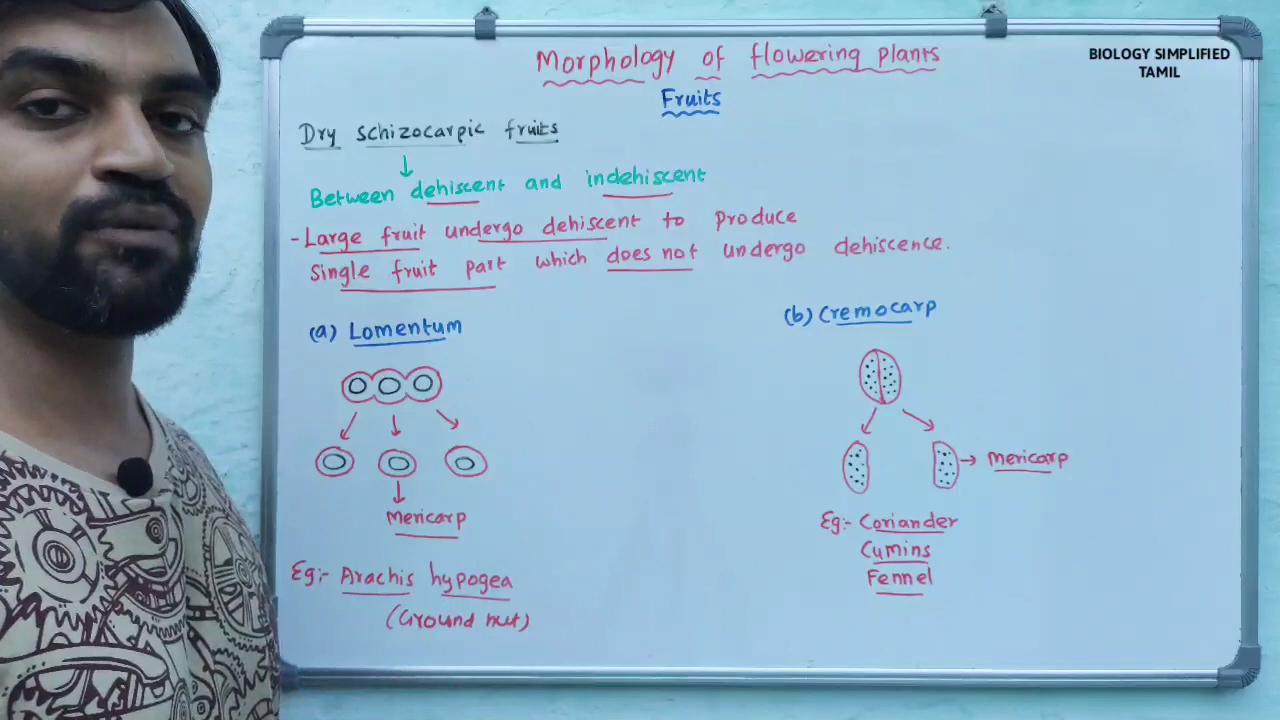 Morphology of flowering plants
BIOLOGY SIMPLIFIED
TAMIL
Fruits
Dry schizocarpic fruits
Between dehiscent and indehiscent
- Large fruit undergo dehiscent to produce
Single fruit part which does not undergo dehiscence.
(a) Lomentum
Mericarp
Eg:- Arachis hypogea
(Ground nut)
(b) Cremocarp
Mericarp
Eg:- Coriander
Cumins
Fennel